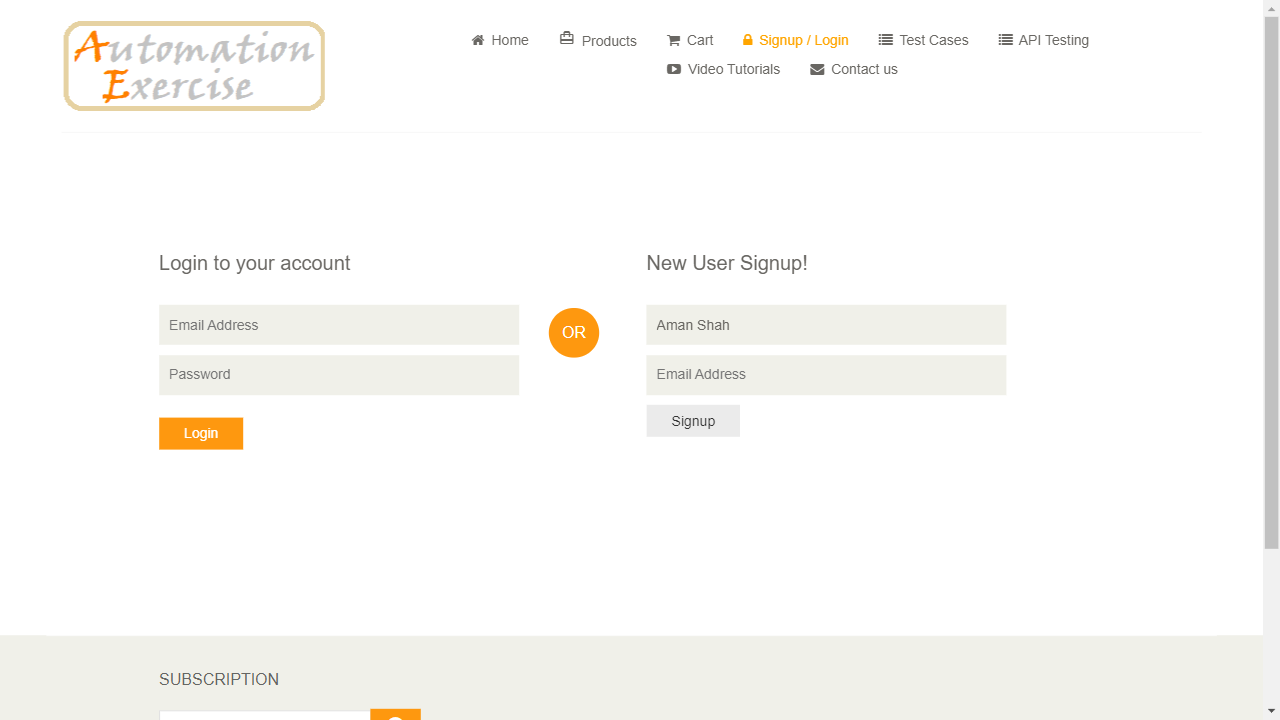 Automation
Exercise
Home
Products
Cart
Signup / Login
Test Cases
API Testing
Video Tutorials
Contact us
Login to your account
Email Address
Password
Login
OR
New User Signup!
Aman Shah
Email Address
Signup
SUBSCRIPTION